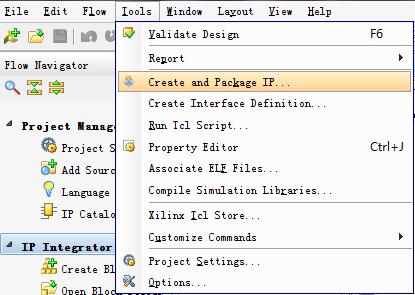 File Edit Flow Tools Window Layout View Help
Flow Navigator
Project Manag
Project S
Add Sourc
Language
IP Catalo
IP Integrator
Create Bl
Open Block
Validate Design F6
Report
Create and Package IP...
Create Interface Definition...
Run Tcl Script...
Property Editor Ctrl+J
Associate ELF Files...
Compile Simulation Libraries...
Xilinx Tcl Store...
Customize Commands
Project Settings...
Options...